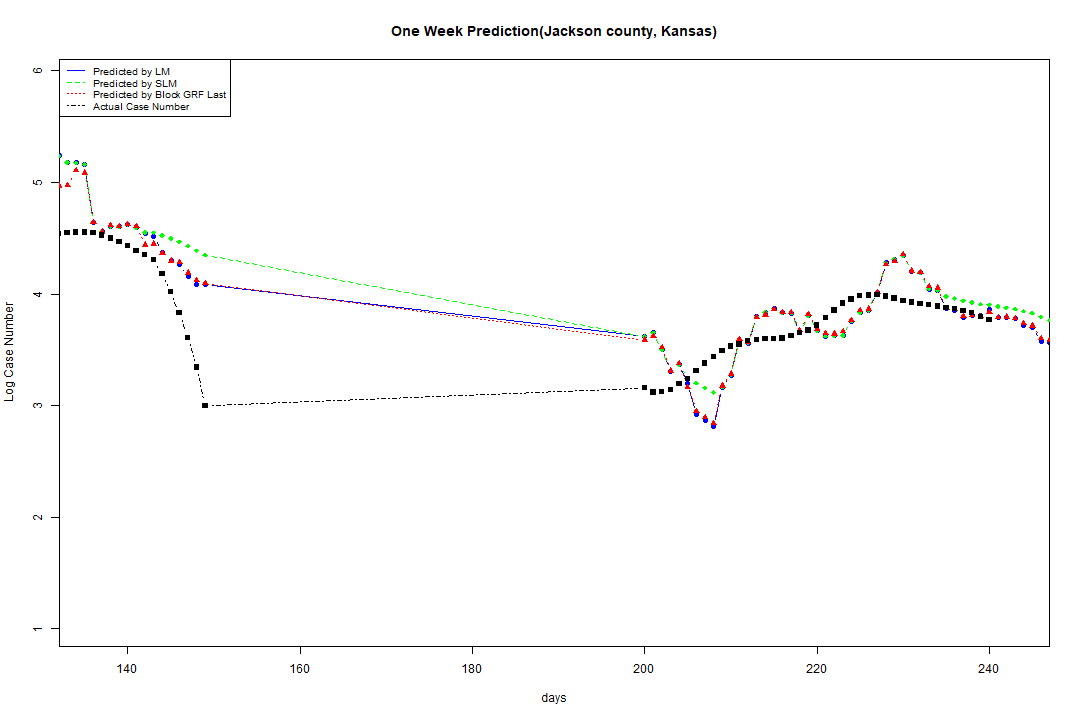 One Week Prediction(Jackson county, Kansas)
Predicted by LM
Predicted by SLM
Predicted by Block GRF Last
Actual Case Number
6
5
4
3
2
1
Log Case Number
140 160 180 200 220 240
days